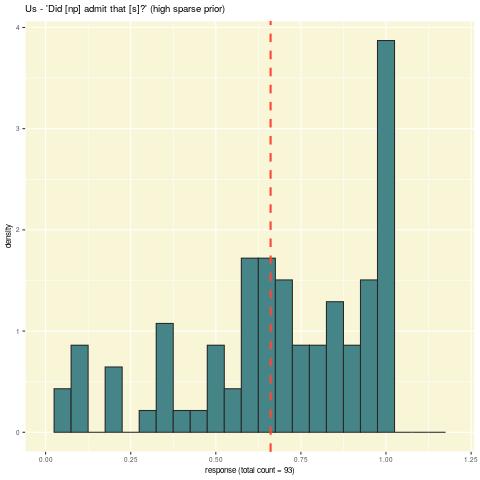 Us - 'Did [np] admit that [s]?' (high sparse prior)
4
3
2
1
0
density
0.00 0.25 0.50 0.75 1.00 1.25
response (total count = 93)